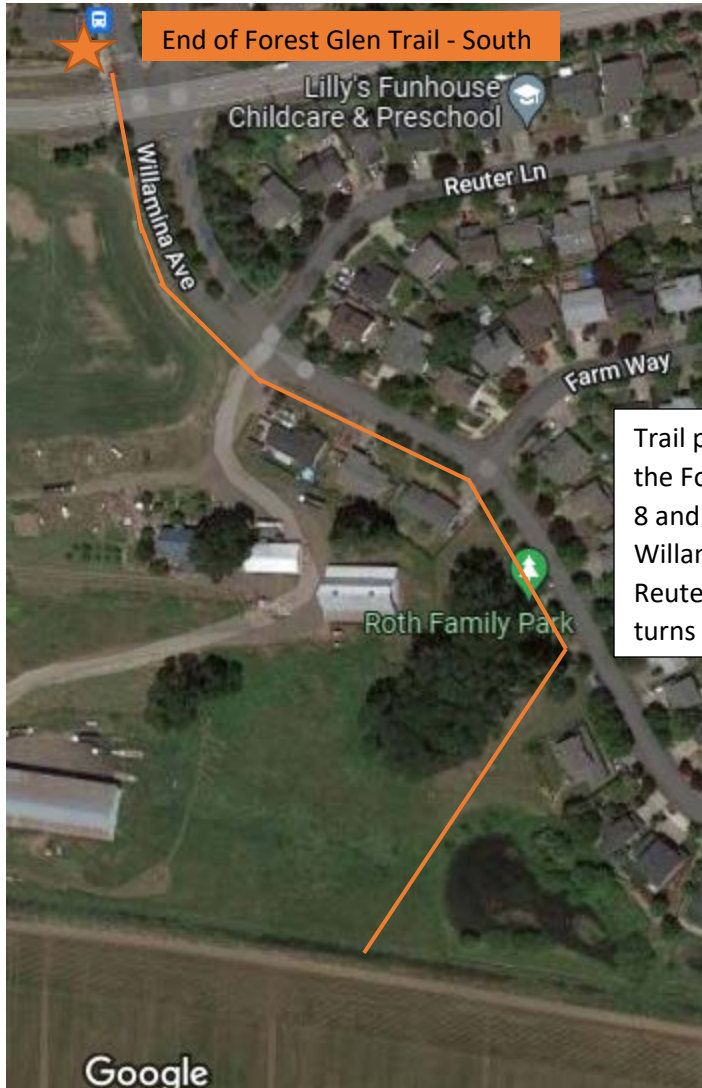 End of Forest Glen Trail - South
Lilly's Funhouse
Childcare & Preschool
Reuter Ln
Willamina Ave
Farm Way
Trail p
the Fo
8 and
Willar
Reute
turns
Roth Family Park
Google